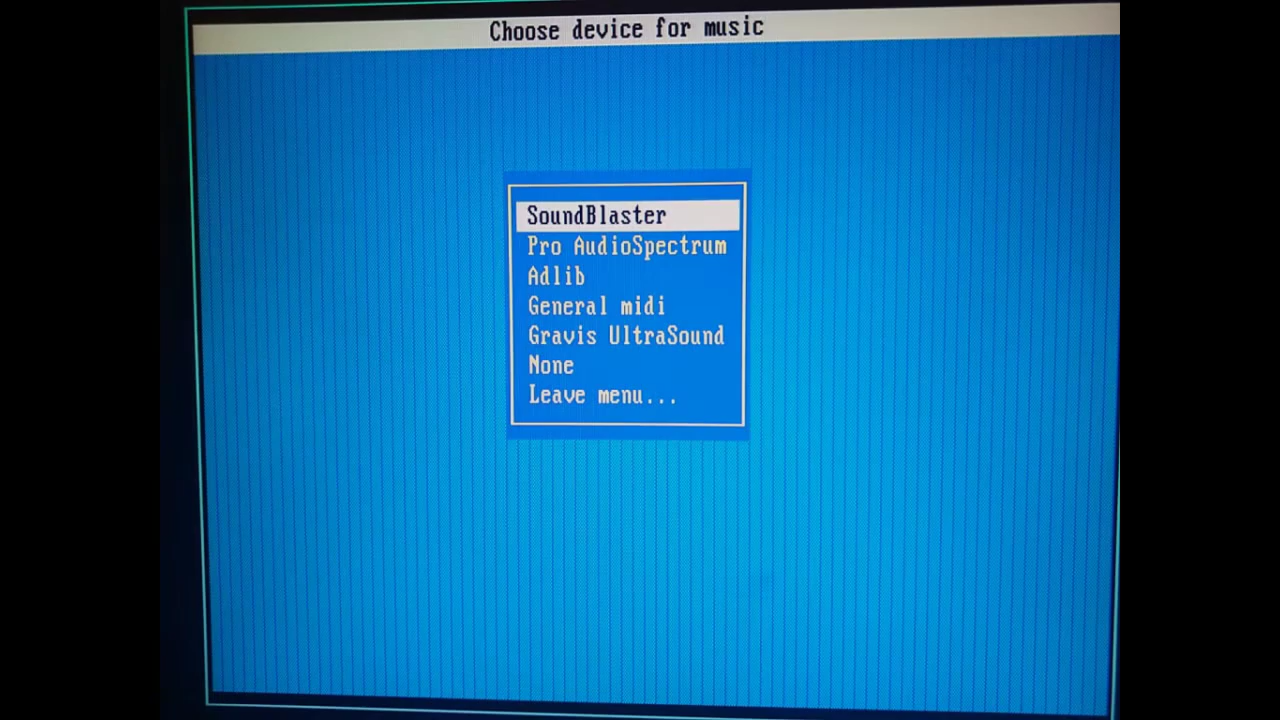 Choose device for music
SoundBlaster
Pro AudioSpectrum
Adlib
General midi
Gravis UltraSound
None
Leave menu...